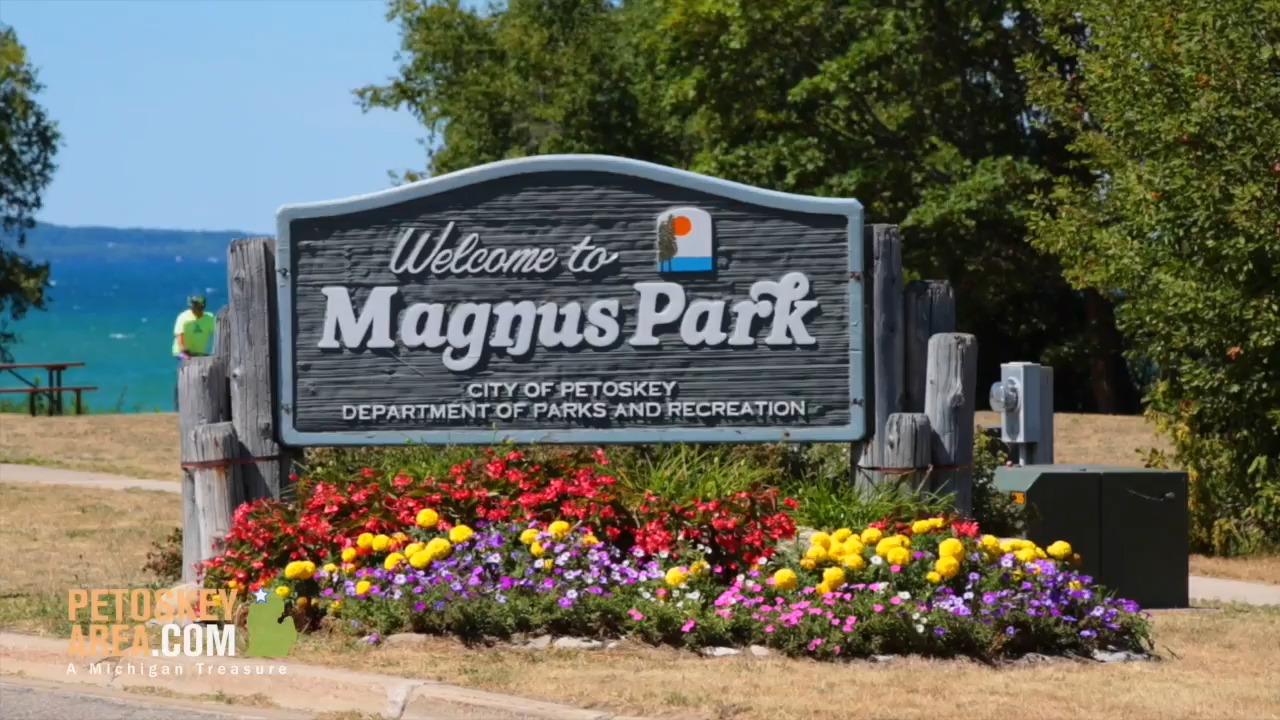 Welcome to
Magnus Park
CITY OF PETOSKEY
DEPARTMENT OF PARKS AND RECREATION
PETOSKEY
AREA.COM
A Michigan Treasure